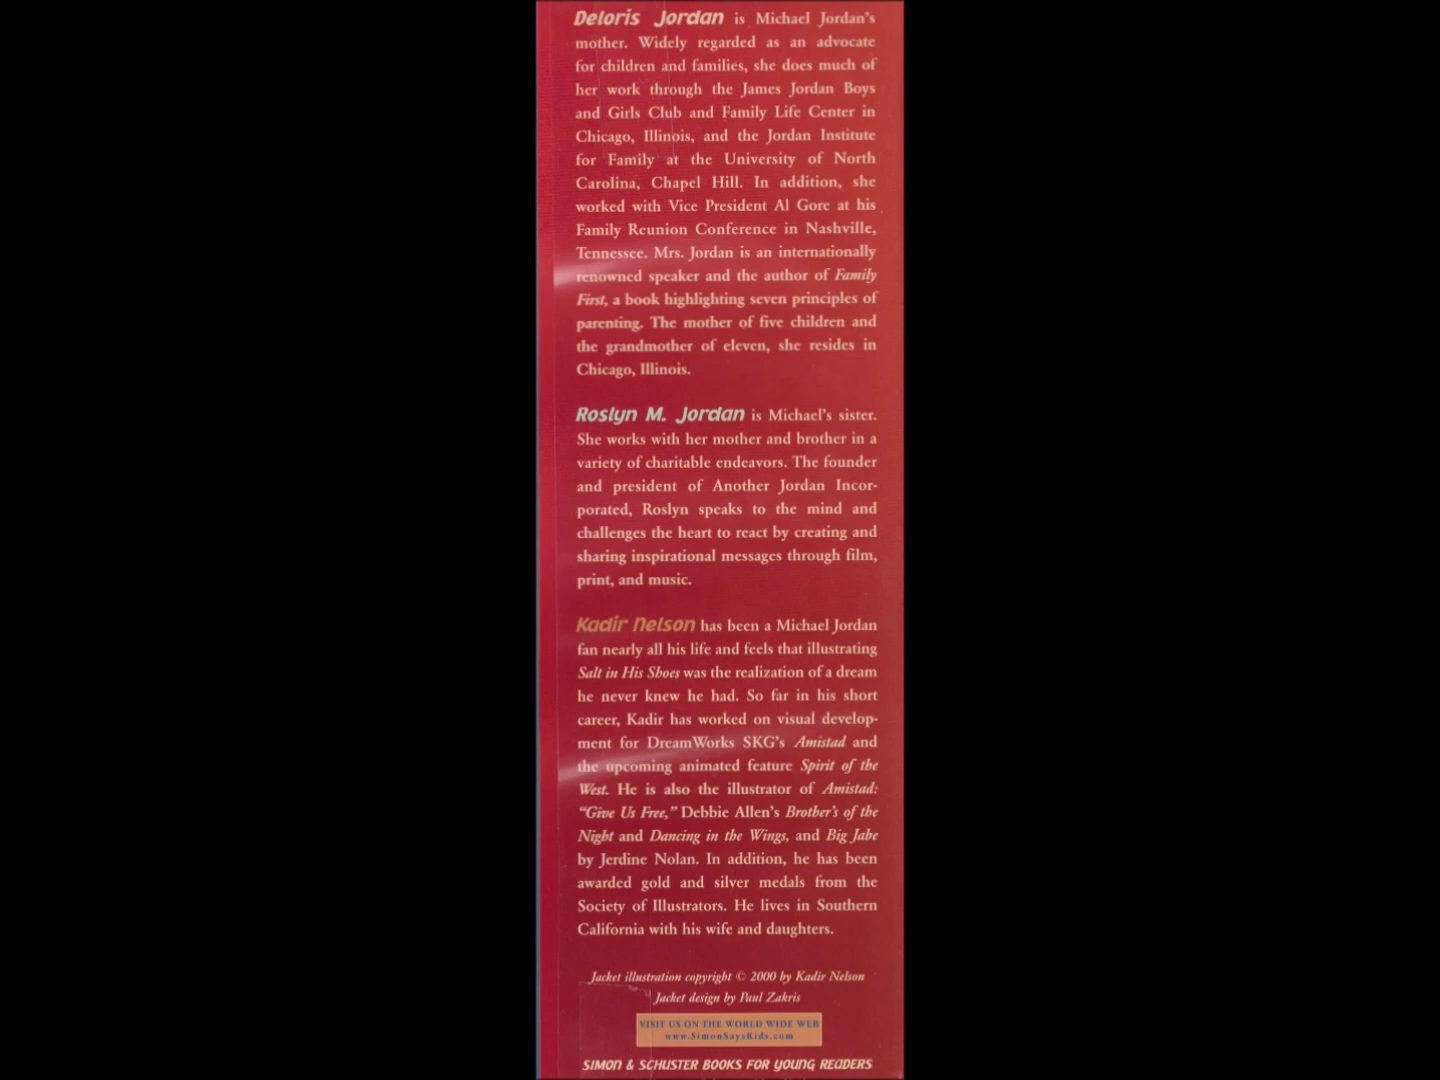 Deloris Jordan is Michael Jordan's
mother. Widely regarded as an advocate
for children and families, she does much of
her work through the James Jordan Boys
and Girls Club and Family Life Center in
Chicago, Illinois, and the Jordan Institute
for Family at the University of North
Carolina, Chapel Hill. In addition, she
worked with Vice President Al Gore at his
Family Reunion Conference in Nashville,
Tennessee. Mrs. Jordan is an internationally
renowned speaker and the author of Family
First, a book highlighting seven principles of
parenting. The mother of five children and
the grandmother of eleven, she resides in
Chicago, Illinois.
Roslyn M. Jordan is Michael's sister.
She works with her mother and brother in a
variety of charitable endeavors. The founder
and president of Another Jordan Incor-
porated, Roslyn speaks to the mind and
challenges the heart to react by creating and
sharing inspirational messages through film,
print, and music.
Kadir Nelson has been a Michael Jordan
fan nearly all his life and feels that illustrating
Salt in His Shoes was the realization of a dream
he never knew he had. So far in his short
career, Kadir has worked on visual develop-
ment for DreamWorks SKG's Amistad and
the upcoming animated feature Spirit of the
West. He is also the illustrator of Amistad:
"Give Us Free," Debbie Allen's Brother's of the
Night and Dancing in the Wings, and Big Jabe
by Jerdine Nolan. In addition, he has been
awarded gold and silver medals from the
Society of Illustrators. He lives in Southern
California with his wife and daughters.
Jacket illustration copyright © 2000 by Kadir Nelson
Jacket design by Paul Zakris
VISIT US ON THE WORLD WIDE WEB
www.SimonSaysKids.com
SIMON & SCHUSTER BOOKS FOR YOUNG READERS